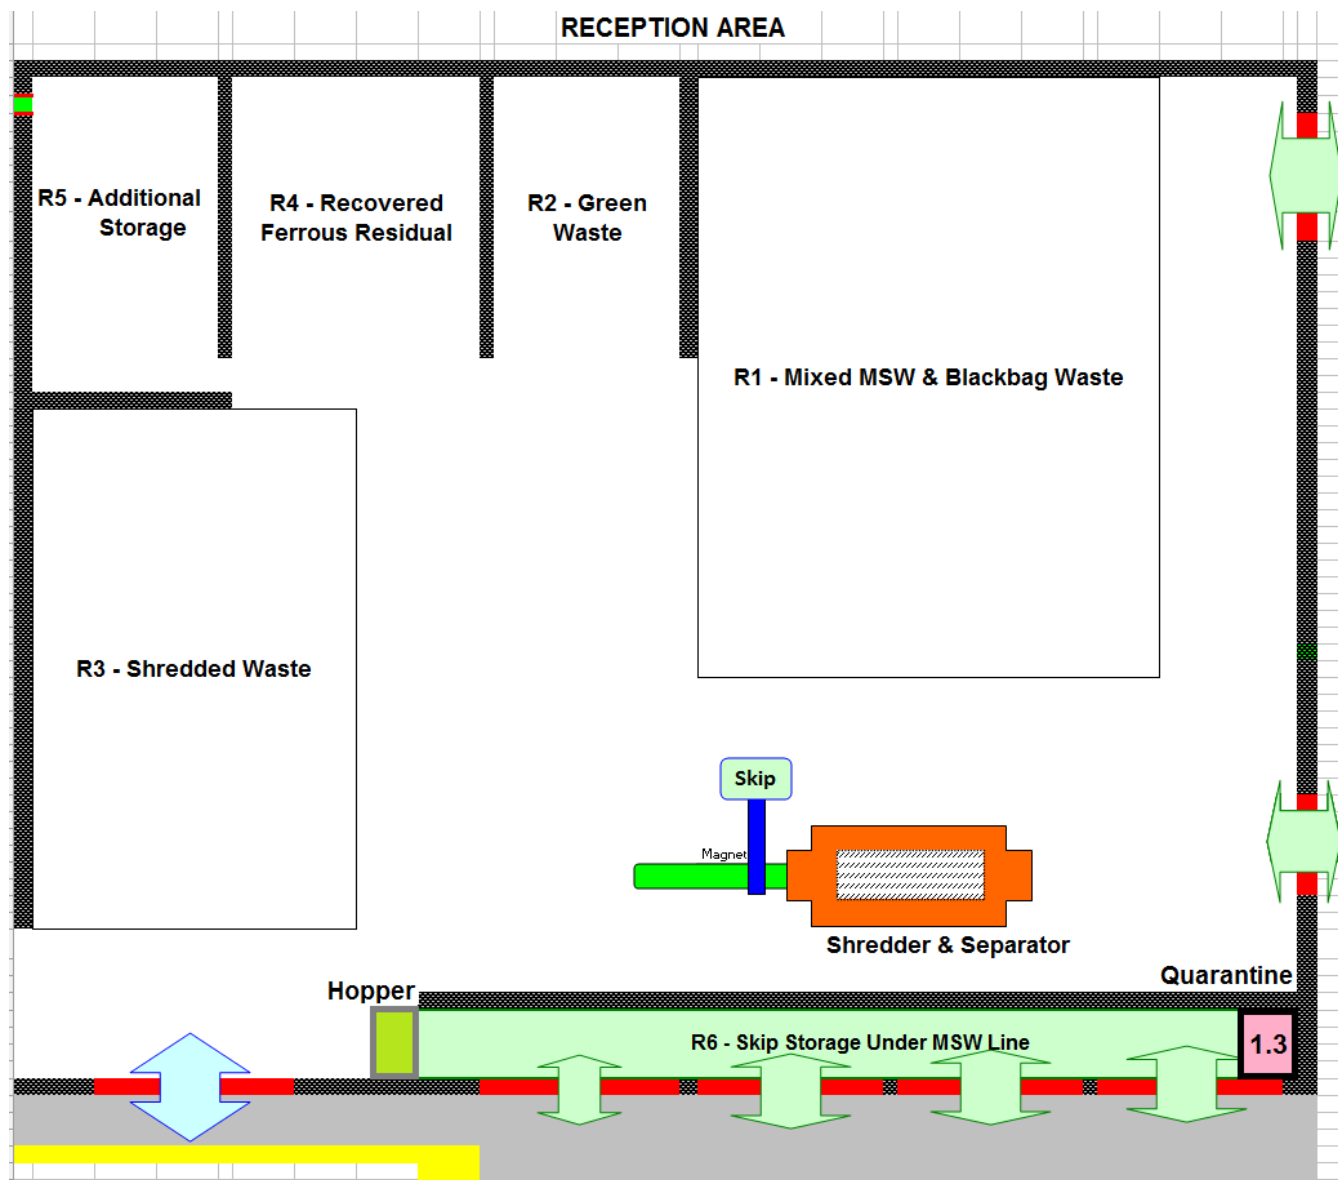 RECEPTION AREA
R5 - Additional
Storage
R4 - Recovered
Ferrous Residual
R2 - Green
Waste
R1 - Mixed MSW & Blackbag Waste
R3 - Shredded Waste
Skip
Magnet
Shredder & Separator
Quarantine
Hopper
R6 - Skip Storage Under MSW Line
1.3